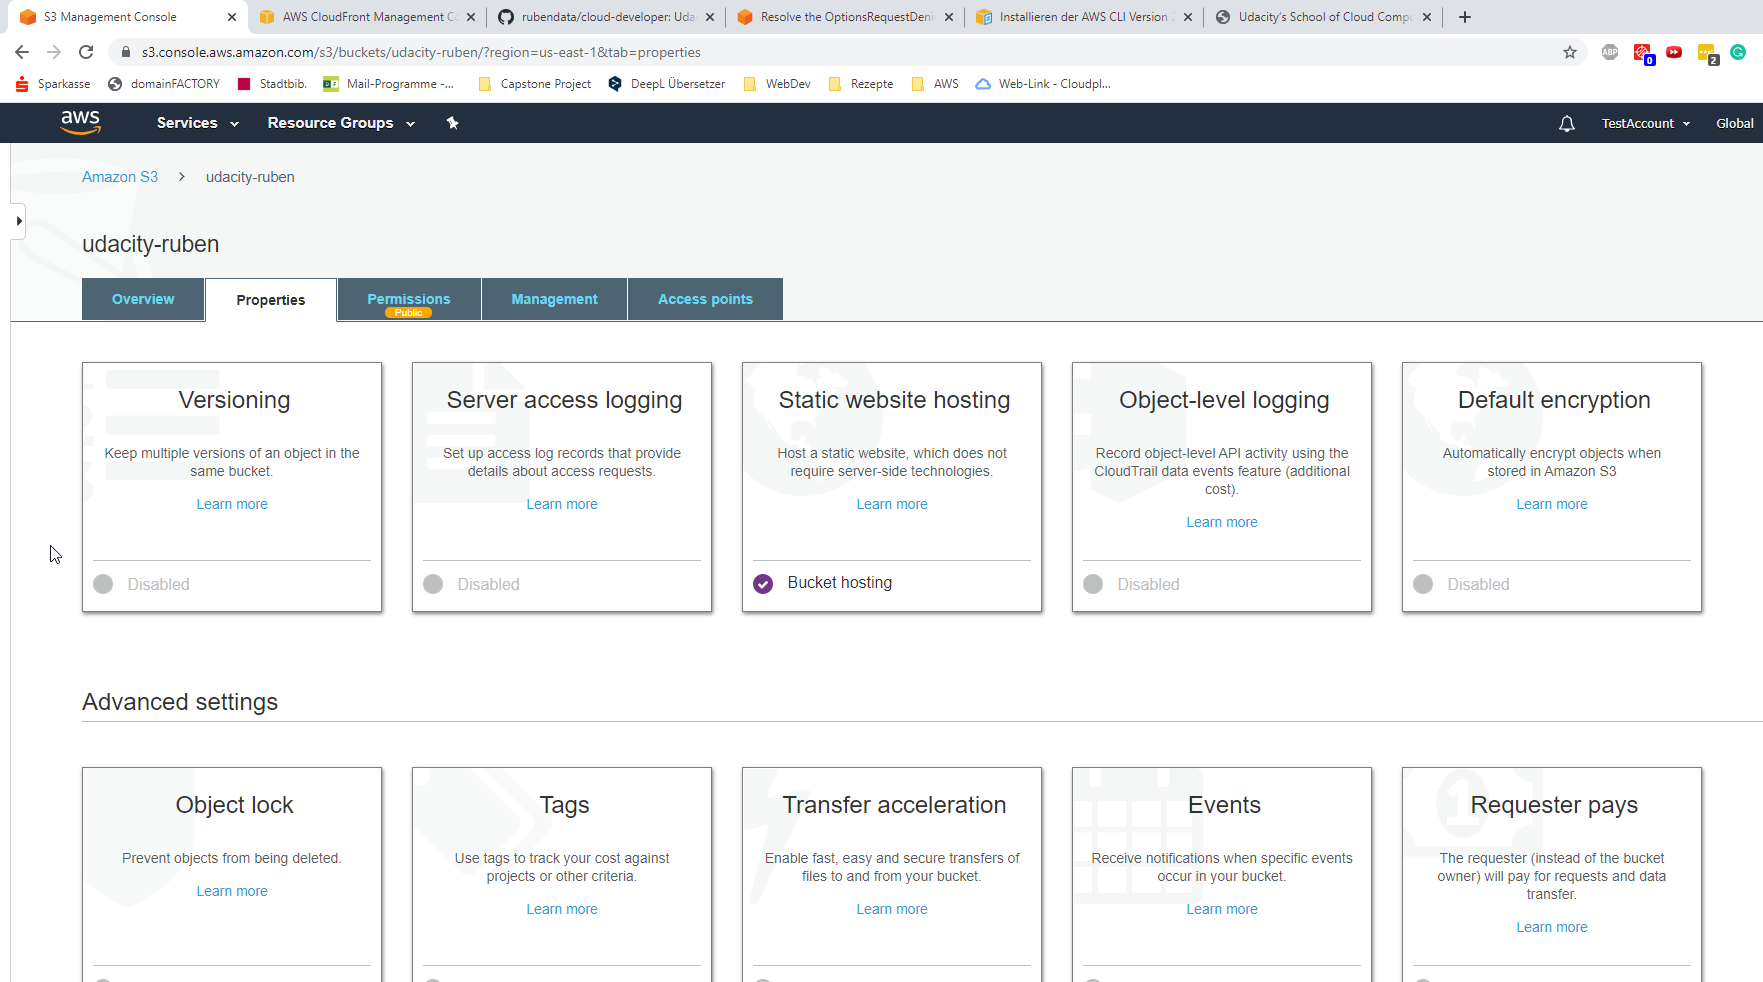 S3 Management Console
AWS CloudFront Management Co
rubendata/cloud-developer: Uda
Resolve the OptionsRequestDeni
Installieren der AWS CLI Version 2
Udacity's School of Cloud Compu
s3.console.aws.amazon.com/s3/buckets/udacity-ruben/?region=us-east-1&tab=properties
ABP
0
2
Sparkasse
domainFACTORY
Stadtbib.
Mail-Programme -...
Capstone Project
DeepL Übersetzer
WebDev
Rezepte
AWS
Web-Link - Cloudpl...
aws
Services
Resource Groups
TestAccount
Global
Amazon S3
udacity-ruben
udacity-ruben
Overview
Properties
Permissions
Public
Management
Access points
Versioning
Keep multiple versions of an object in the
same bucket.
Learn more
Disabled
Server access logging
Set up access log records that provide
details about access requests.
Learn more
Disabled
Static website hosting
Host a static website, which does not
require server-side technologies.
Learn more
Bucket hosting
Object-level logging
Record object-level API activity using the
CloudTrail data events feature (additional
cost).
Learn more
Disabled
Default encryption
Automatically encrypt objects when
stored in Amazon S3
Learn more
Disabled
Advanced settings
Object lock
Prevent objects from being deleted.
Learn more
Tags
Use tags to track your cost against
projects or other criteria.
Learn more
Transfer acceleration
Enable fast, easy and secure transfers of
files to and from your bucket.
Learn more
Events
Receive notifications when specific events
occur in your bucket.
Learn more
Requester pays
The requester (instead of the bucket
owner) will pay for requests and data
transfer.
Learn more